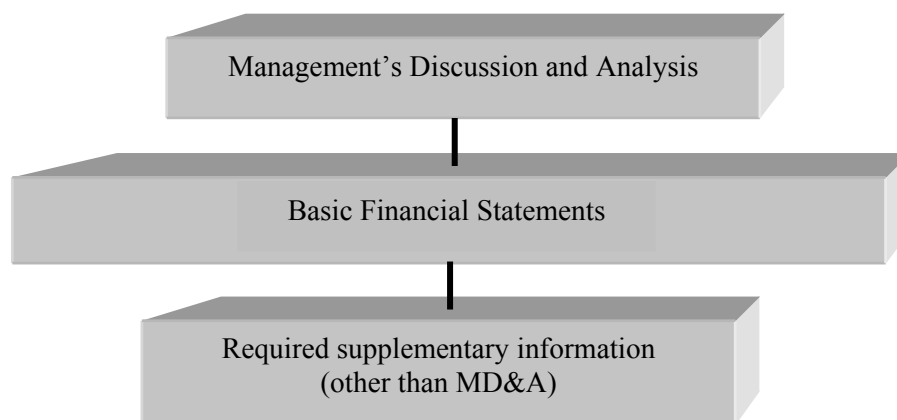 Management’s Discussion and Analysis
Basic Financial Statements
Required supplementary information
(other than MD&A)